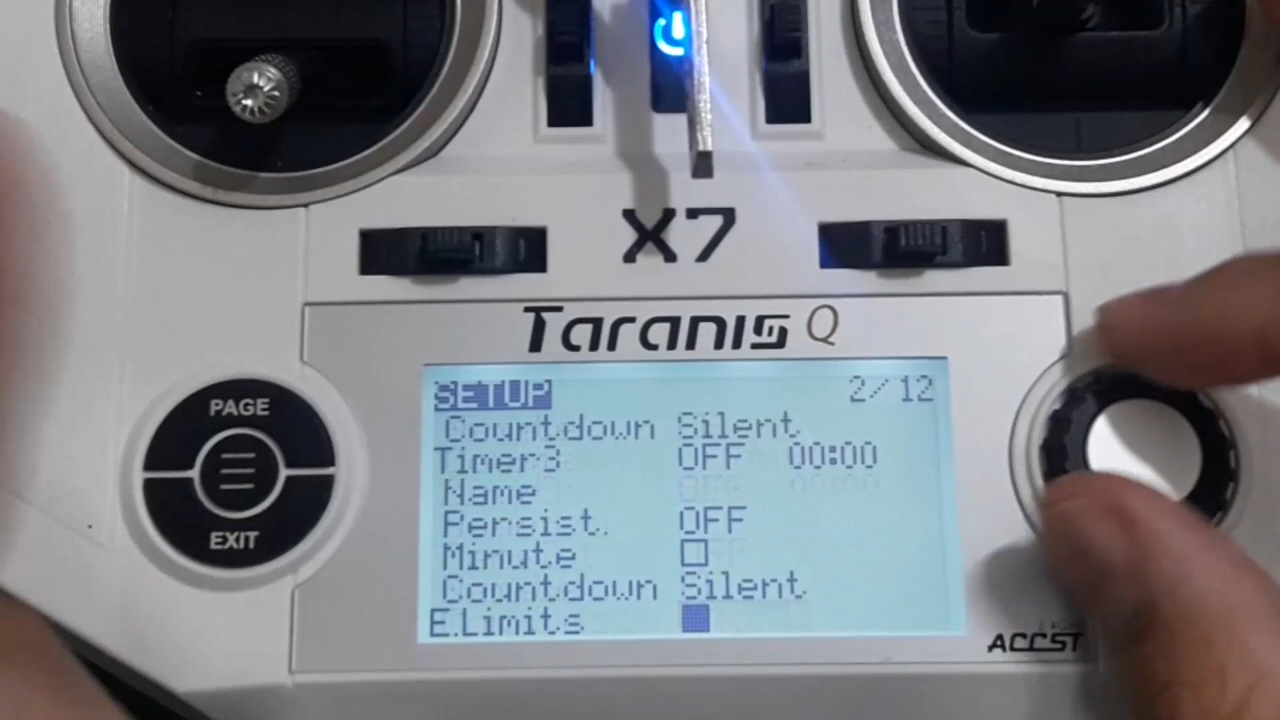 X7
Taranis Q
PAGE
EXIT
SETUP 2/12
Countdown Silent
Timer3 OFF 00:00
Name
Persist. OFF
Minute
Countdown Silent
E.Limits
ACCST